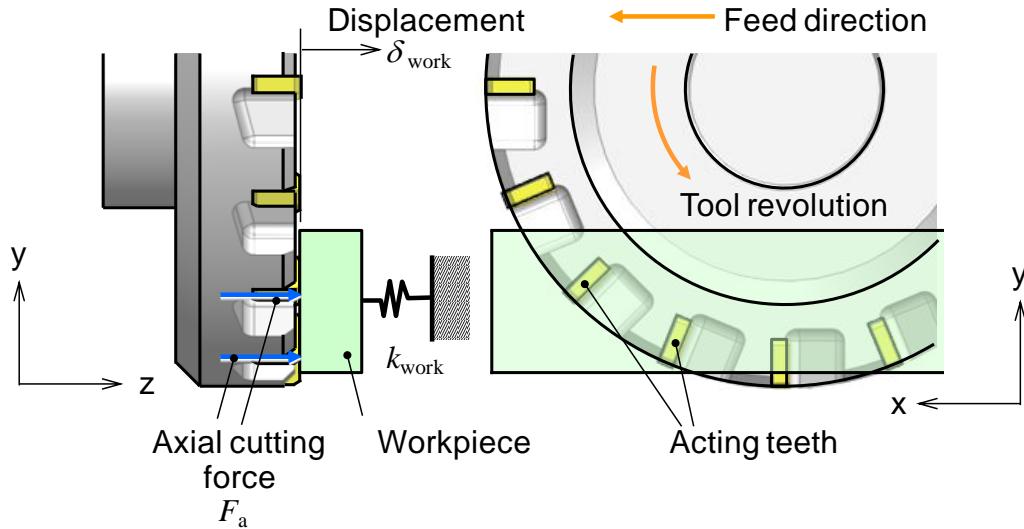 Displacement
δwork
Feed direction
Tool revolution
y
z
kwork
y
x
Axial cutting
force
Fa
Workpiece
Acting teeth